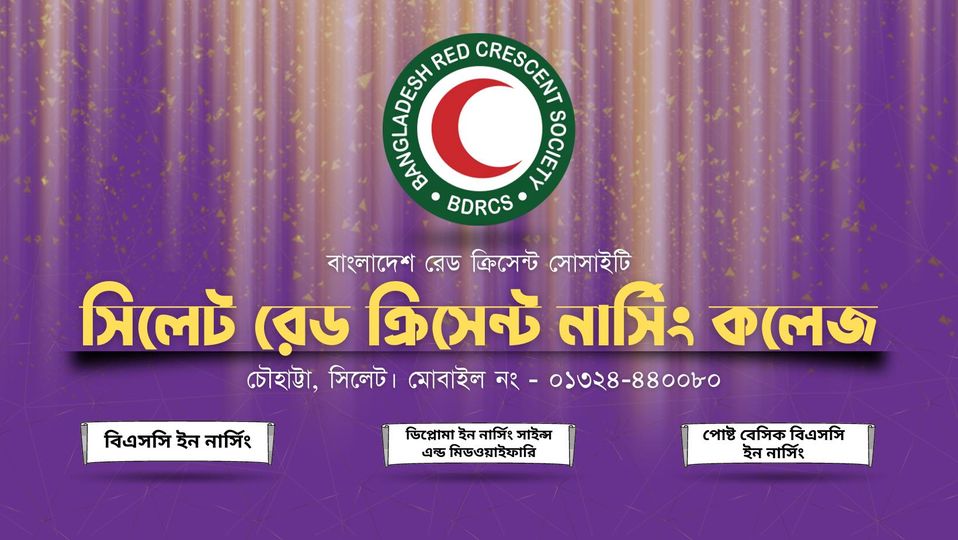 BANGLADESH RED CRESCENT SOCIETY
BDRCS
বাংলাদেশ রেড ক্রিসেন্ট সোসাইটি
সিলেট রেড ক্রিসেন্ট নার্সিং কলেজ
চৌহাট্টা, সিলেট। মোবাইল নং - ০১৩২৪-৪৪০০৮০
বিএসসি ইন নার্সিং
ডিপ্লোমা ইন নার্সিং সাইন্স
এন্ড মিডওয়াইফারি
পোষ্ট বেসিক বিএসসি
ইন নার্সিং